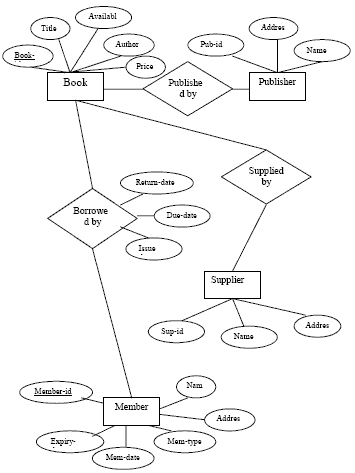 Availabl
Title
Addres
Author
Pub-id
Name
Book-
Price
Book
Publishe
d by
Publisher
Supplied
by
Return-date
Borrowe
d by
Due-date
Issue
Supplier
Sup-id
Name
Addres
Member-id
Nam
Member
Addres
Expiry-
Mem-type
Mem-date